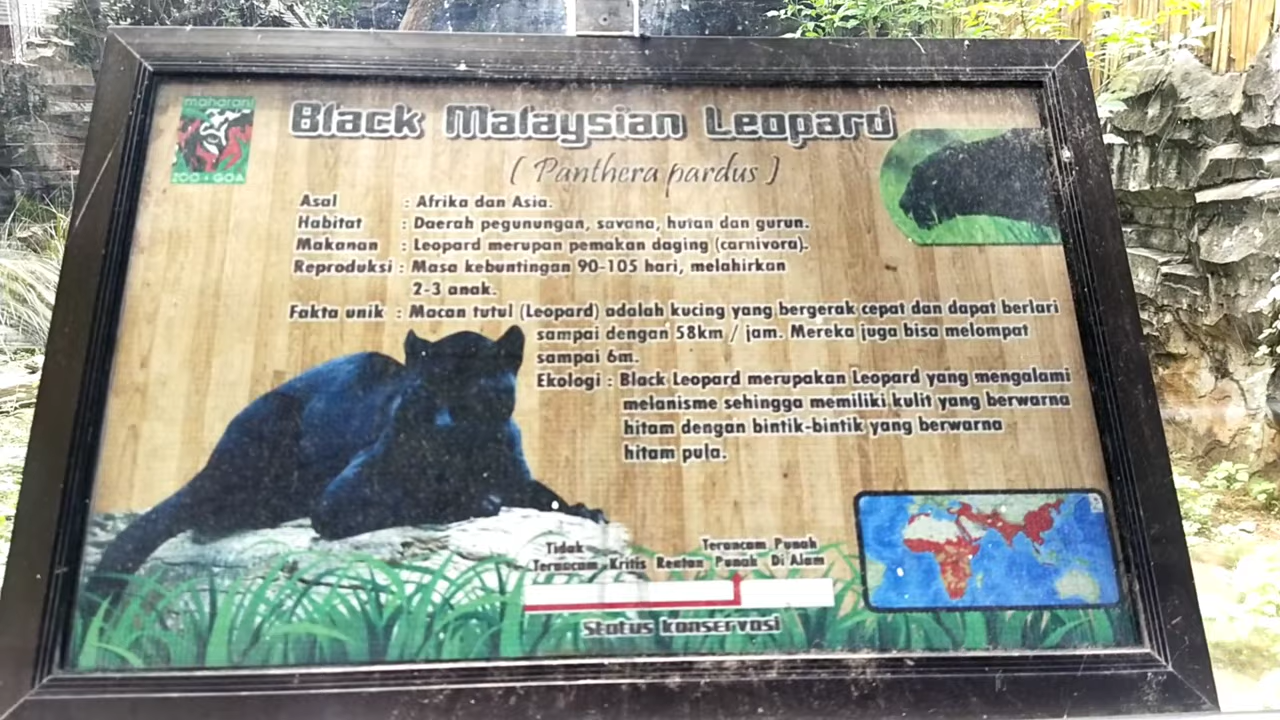 maharani
ZOO & GOA
Black Malaysian Leopard
( Panthera pardus )
Asal : Afrika dan Asia.
Habitat : Daerah pegunungan, savana, hutan dan gurun.
Makanan : Leopard merupan pemakan daging (carnivora).
Reproduksi : Masa kebuntingan 90-105 hari, melahirkan
2-3 anak.
Fakta unik : Macan tutul (Leopard) adalah kucing yang bergerak cepat dan dapat berlari
sampai dengan 58km / jam. Mereka juga bisa melompat
sampai 6m.
Ekologi : Black Leopard merupakan Leopard yang mengalami
melanisme sehingga memiliki kulit yang berwarna
hitam dengan bintik-bintik yang berwarna
hitam pula.
Tidak Terancam Punah
Terancam Kritis Rentan Punah Di Alam
Status konservasi